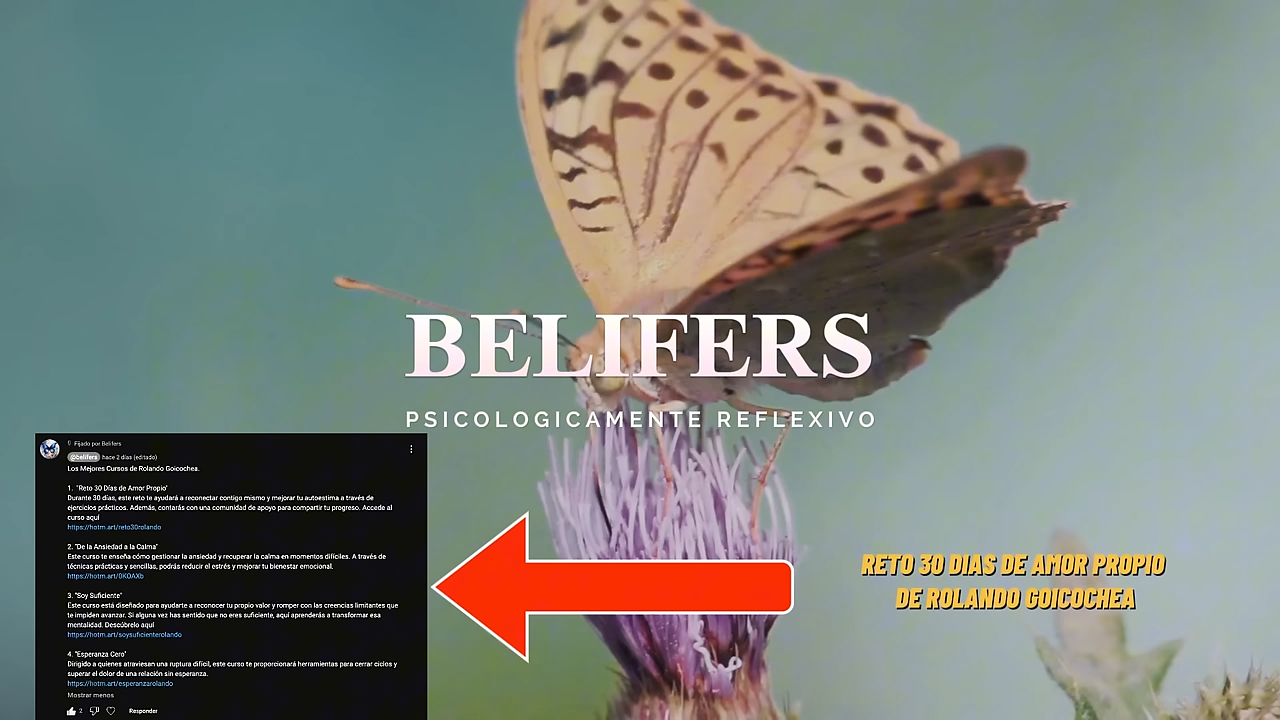 BELIFERS
PSICOLOGICAMENTE REFLEXIVO
Fijado por Belifers
@belifers hace 2 días (editado)
Los Mejores Cursos de Rolando Goicochea.
1. "Reto 30 Días de Amor Propio"
Durante 30 días, este reto te ayudará a reconectar contigo mismo y mejorar tu autoestima a través de
ejercicios prácticos. Además, contarás con una comunidad de apoyo para compartir tu progreso. Accede al
curso aquí
https://hotm.art/reto30rolando
2. "De la Ansiedad a la Calma"
Este curso te enseña cómo gestionar la ansiedad y recuperar la calma en momentos difíciles. A través de
técnicas prácticas y sencillas, podrás reducir el estrés y mejorar tu bienestar emocional.
https://hotm.art/0KOAXb
3. "Soy Suficiente"
Este curso está diseñado para ayudarte a reconocer tu propio valor y romper con las creencias limitantes que
te impiden avanzar. Si alguna vez has sentido que no eres suficiente, aquí aprenderás a transformar esa
mentalidad. Descúbrelo aquí
https://hotm.art/soysuficienterolando
4. "Esperanza Cero"
Dirigido a quienes atraviesan una ruptura difícil, este curso te proporcionará herramientas para cerrar ciclos y
superar el dolor de una relación sin esperanza.
https://hotm.art/esperanzarolando
Mostrar menos
2 Responder
RETO 30 DIAS DE AMOR PROPIO
DE ROLANDO GOICOCHEA